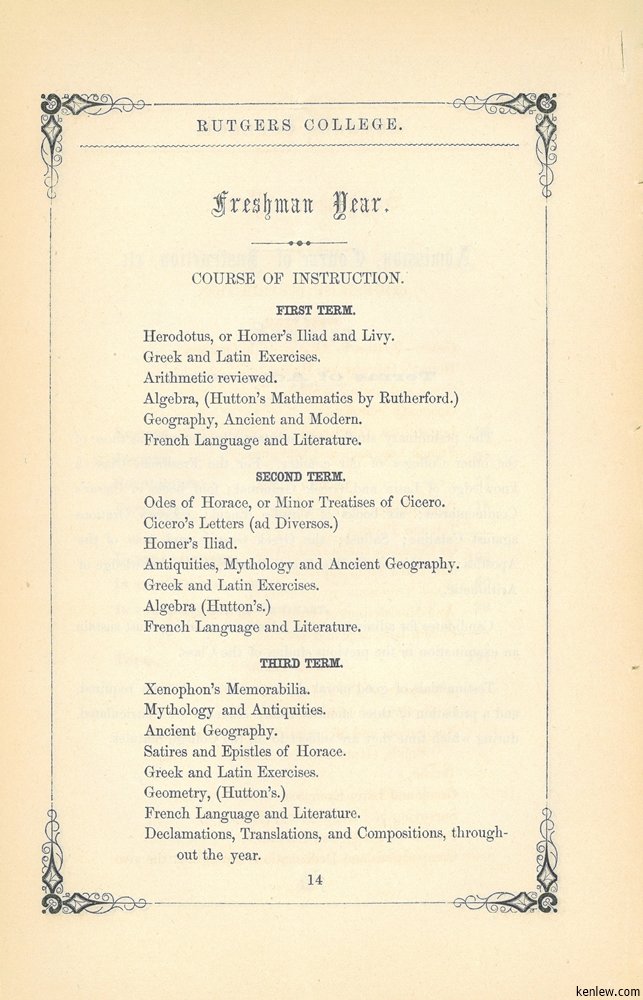 RUTGERS COLLEGE.
Freshman Year.
COURSE OF INSTRUCTION.
FIRST TERM.
Herodotus, or Homer's Iliad and Livy.
Greek and Latin Exercises.
Arithmetic reviewed.
Algebra, (Hutton's Mathematics by Rutherford.)
Geography, Ancient and Modern.
French Language and Literature.
SECOND TERM.
Odes of Horace, or Minor Treatises of Cicero.
Cicero's Letters (ad Diversos.)
Homer's Iliad.
Antiquities, Mythology and Ancient Geography.
Greek and Latin Exercises.
Algebra (Hutton's.)
French Language and Literature.
THIRD TERM.
Xenophon's Memorabilia.
Mythology and Antiquities.
Ancient Geography.
Satires and Epistles of Horace.
Greek and Latin Exercises.
Geometry, (Hutton's.)
French Language and Literature.
Declamations, Translations, and Compositions, through-
out the year.
14
kenlew.com